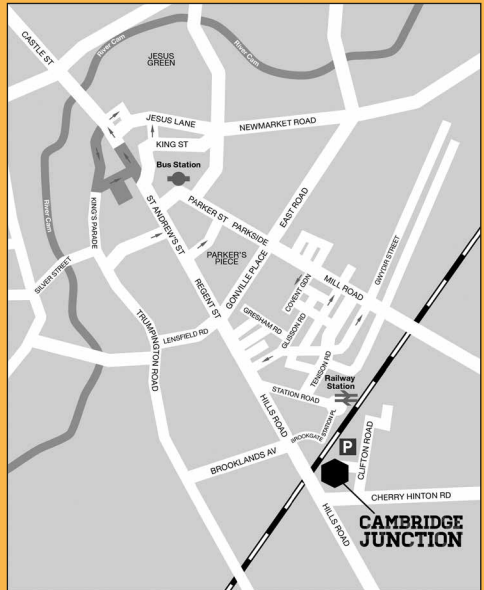 CASTLE ST
River Cam
JESUS
GREEN
River Cam
JESUS LANE
NEWMARKET ROAD
KING ST
Bus Station
KING'S PARADE
ST ANDREW'S ST
PARKER ST
PARKSIDE
EAST ROAD
GWYDIR STREET
River Cam
SILVER STREET
PARKER'S
PIECE
REGENT ST
GONVILLE PLACE
COVENT GDN
MILL ROAD
TRUMPINGTON ROAD
LENSFIELD RD
GRESHAM RD
GLISSON RD
TENISON RD
Railway
Station
STATION ROAD
HILLS ROAD
BROOKGATE
STATION PL
P
CLIFTON ROAD
BROOKLANDS AV
CHERRY HINTON RD
HILLS ROAD
CAMBRIDGE
JUNCTION